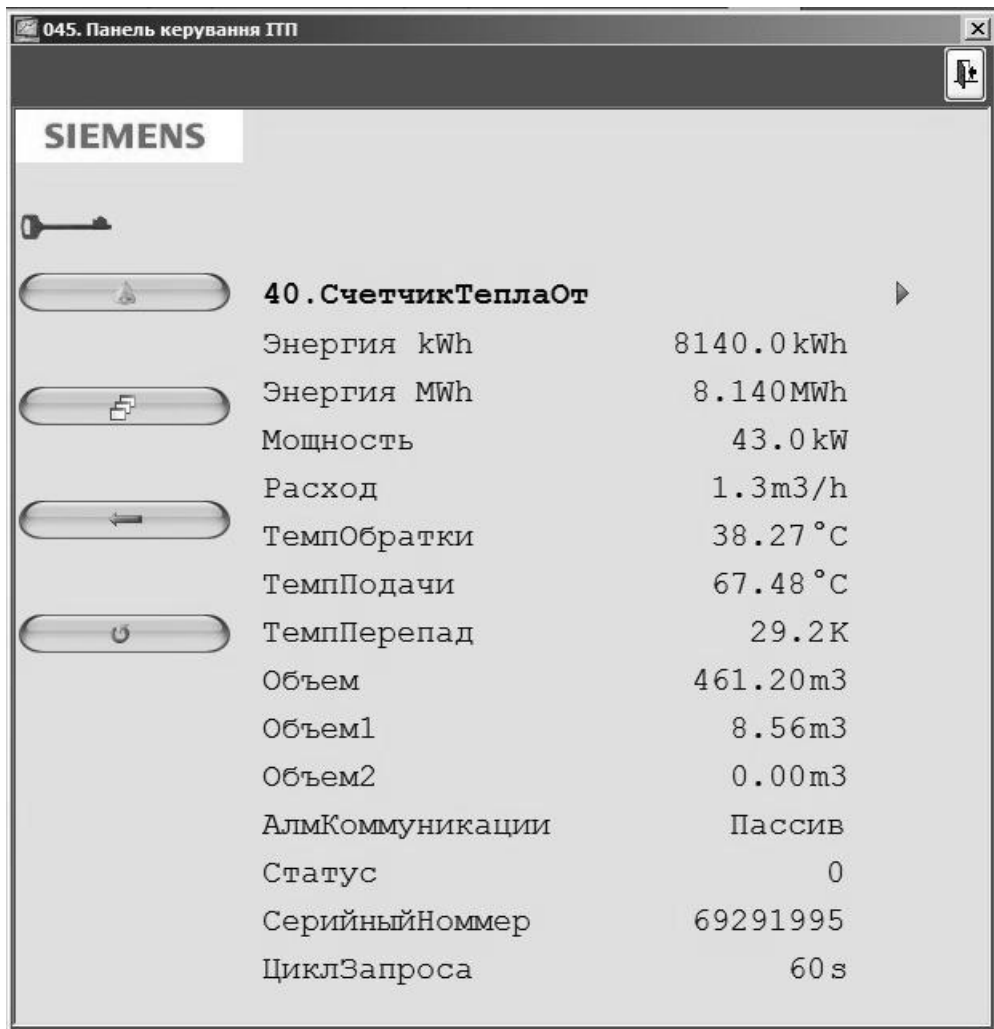 045. Панель керування ІТП
SIEMENS
40.СчетчикТеплаОт
Энергия kWh 8140.0kWh
Энергия MWh 8.140MWh
Мощность 43.0kW
Расход 1.3m3/h
ТемпОбратки 38.27°C
ТемпПодачи 67.48°C
ТемпПерепад 29.2K
Объем 461.20m3
Объем1 8.56m3
Объем2 0.00m3
АлмКоммуникации Пассив
Статус 0
СерийныйНоммер 69291995
ЦиклЗапроса 60s